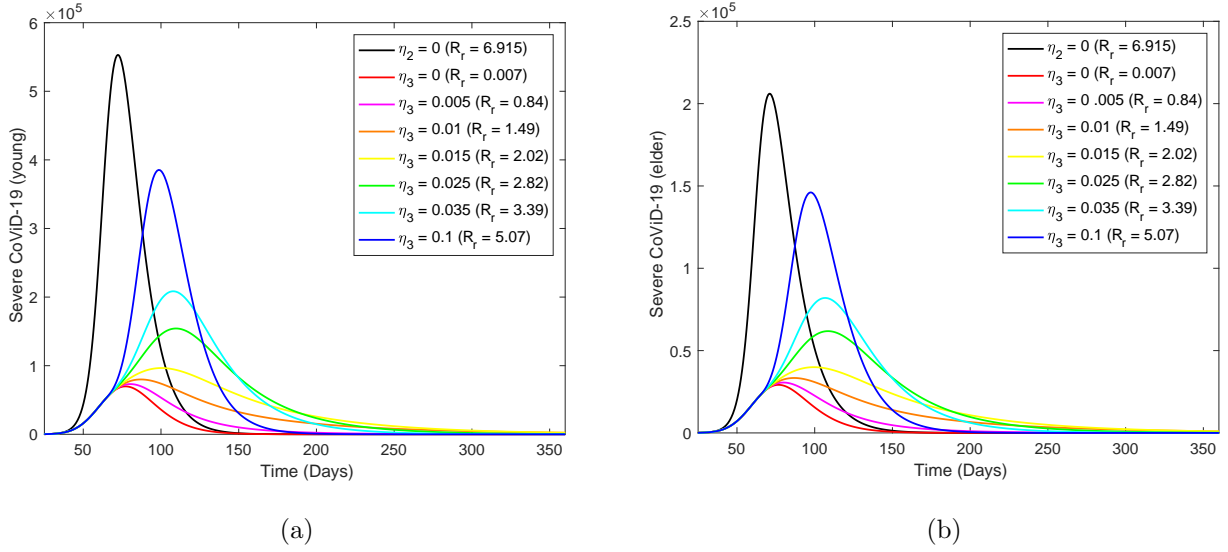 ×10⁵
6
5
4
3
2
1
0
Severe CoViD-19 (young)
η₂ = 0 (Rᵣ = 6.915)
η₃ = 0 (Rᵣ = 0.007)
η₃ = 0.005 (Rᵣ = 0.84)
η₃ = 0.01 (Rᵣ = 1.49)
η₃ = 0.015 (Rᵣ = 2.02)
η₃ = 0.025 (Rᵣ = 2.82)
η₃ = 0.035 (Rᵣ = 3.39)
η₃ = 0.1 (Rᵣ = 5.07)
50 100 150 200 250 300 350
Time (Days)
(a)
×10⁵
2.5
2
1.5
1
0.5
0
Severe CoViD-19 (elder)
η₂ = 0 (Rᵣ = 6.915)
η₃ = 0 (Rᵣ = 0.007)
η₃ = 0 .005 (Rᵣ = 0.84)
η₃ = 0.01 (Rᵣ = 1.49)
η₃ = 0.015 (Rᵣ = 2.02)
η₃ = 0.025 (Rᵣ = 2.82)
η₃ = 0.035 (Rᵣ = 3.39)
η₃ = 0.1 (Rᵣ = 5.07)
50 100 150 200 250 300 350
Time (Days)
(b)